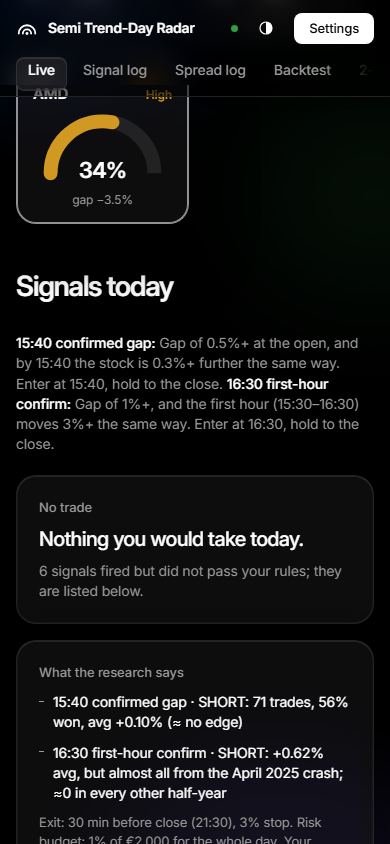 Semi Trend-Day Radar
Settings
Live Signal log Spread log Backtest
AMD High
34%
gap −3.5%
Signals today
15:40 confirmed gap: Gap of 0.5%+ at the open, and
by 15:40 the stock is 0.3%+ further the same way.
Enter at 15:40, hold to the close. 16:30 first-hour
confirm: Gap of 1%+, and the first hour (15:30–16:30)
moves 3%+ the same way. Enter at 16:30, hold to the
close.
No trade
Nothing you would take today.
6 signals fired but did not pass your rules; they
are listed below.
What the research says
– 15:40 confirmed gap · SHORT: 71 trades, 56%
won, avg +0.10% (≈ no edge)
– 16:30 first-hour confirm · SHORT: +0.62%
avg, but almost all from the April 2025 crash;
≈0 in every other half-year
Exit: 30 min before close (21:30), 3% stop. Risk
budget: 1% of €2,000 for the whole day. Your